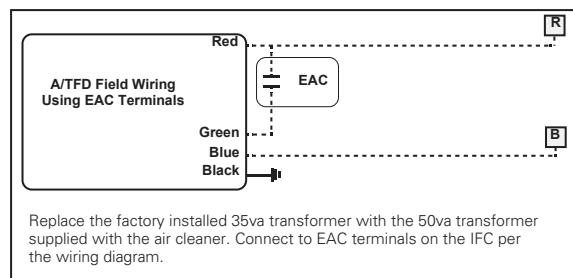 R
Red
A/TFD Field Wiring
Using EAC Terminals
EAC
Green
B
Blue
Black
Replace the factory installed 35va transformer with the 50va transformer
supplied with the air cleaner. Connect to EAC terminals on the IFC per
the wiring diagram.